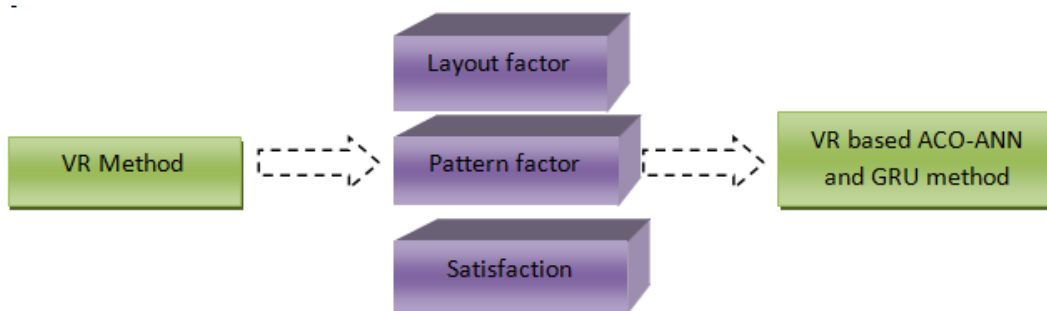 Layout factor
VR Method
Pattern factor
VR based ACO-ANN
and GRU method
Satisfaction